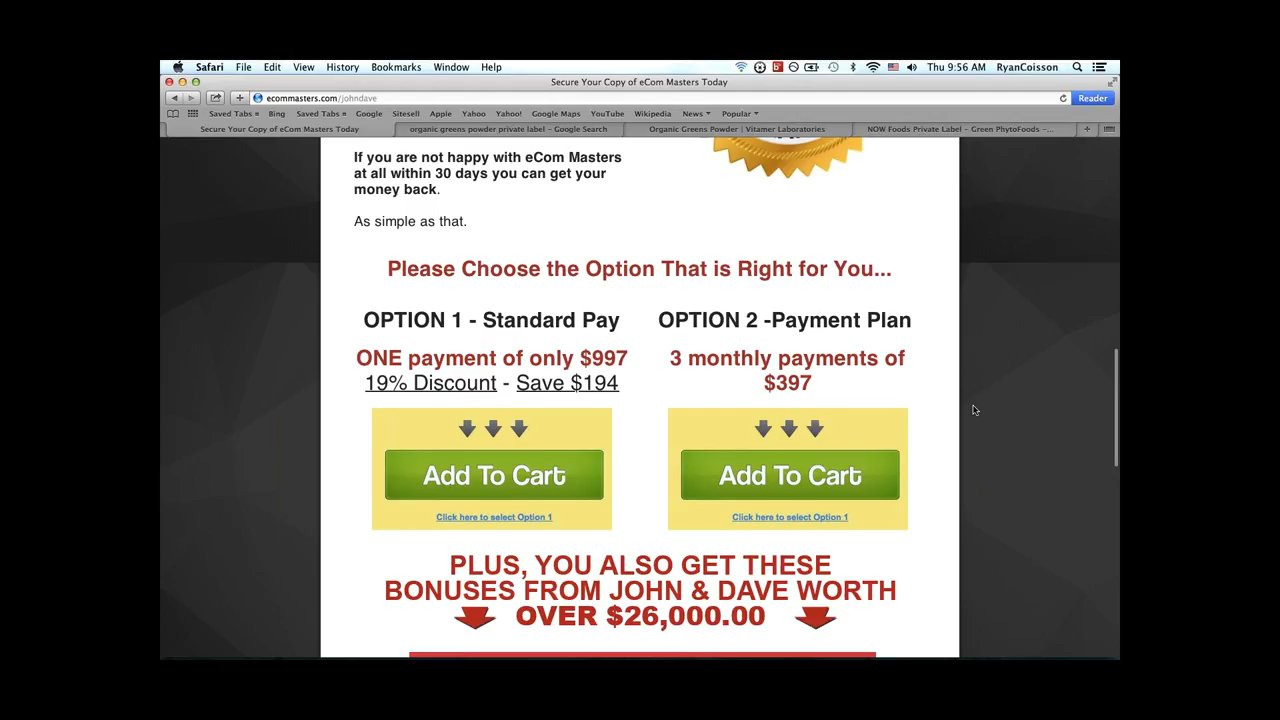 Safari File Edit View History Bookmarks Window Help Thu 9:56 AM RyanCoisson
Secure Your Copy of eCom Masters Today
ecommasters.com/johndave Reader
Saved Tabs Bing Saved Tabs Google Sitesell Apple Yahoo Yahoo! Google Maps YouTube Wikipedia News Popular
Secure Your Copy of eCom Masters Today organic greens powder private label – Google Search Organic Greens Powder | Vitamer Laboratories NOW Foods Private Label – Green PhytoFoods –...
If you are not happy with eCom Masters
at all within 30 days you can get your
money back.
As simple as that.
Please Choose the Option That is Right for You...
OPTION 1 - Standard Pay
ONE payment of only $997
19% Discount - Save $194
Add To Cart
Click here to select Option 1
OPTION 2 -Payment Plan
3 monthly payments of
$397
Add To Cart
Click here to select Option 1
PLUS, YOU ALSO GET THESE
BONUSES FROM JOHN & DAVE WORTH
OVER $26,000.00